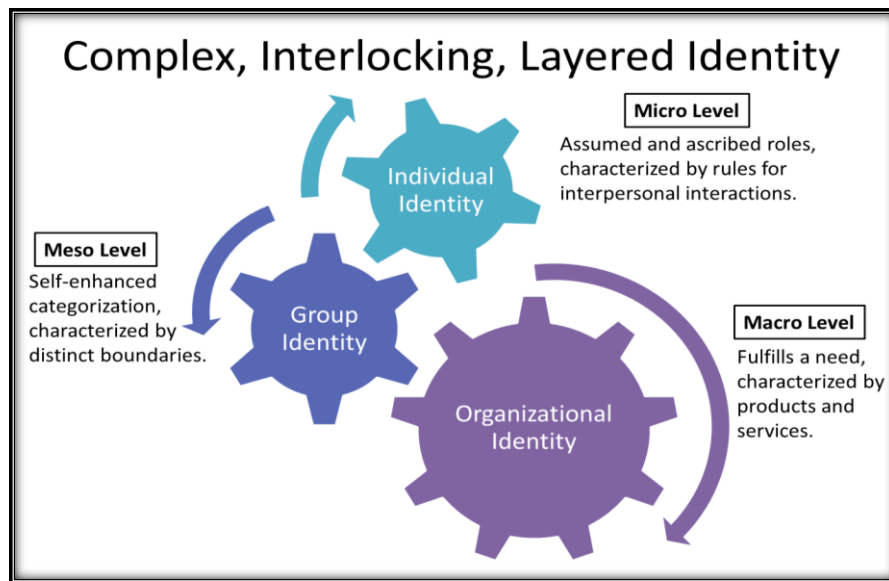 Complex, Interlocking, Layered Identity
Micro Level
Assumed and ascribed roles,
characterized by rules for
interpersonal interactions.
Individual
Identity
Meso Level
Self-enhanced
categorization,
characterized by
distinct boundaries.
Group
Identity
Macro Level
Fulfills a need,
characterized by
products and
services.
Organizational
Identity